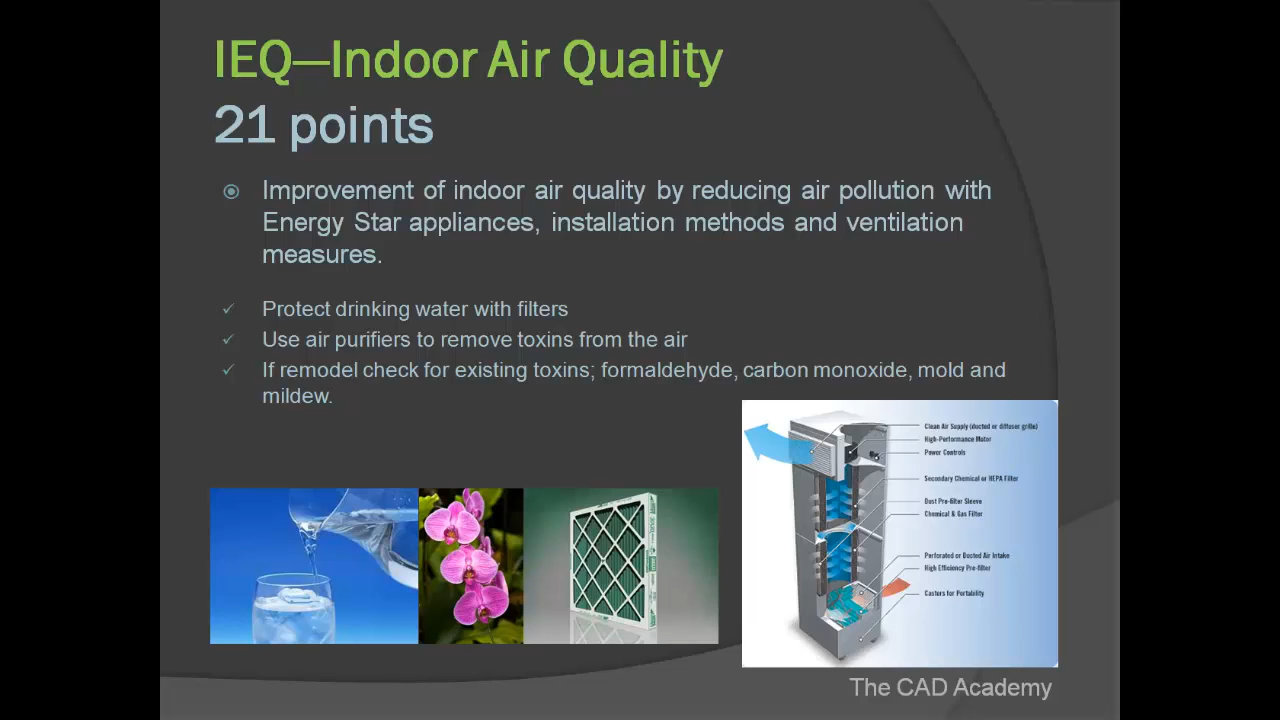 IEQ—Indoor Air Quality
21 points
Improvement of indoor air quality by reducing air pollution with
Energy Star appliances, installation methods and ventilation
measures.
Protect drinking water with filters
Use air purifiers to remove toxins from the air
If remodel check for existing toxins; formaldehyde, carbon monoxide, mold and
mildew.
Clean Air Supply (ducted or diffuser grille)
High-Performance Motor
Power Controls
Secondary Chemical or HEPA Filter
Dust Pre-filter Sleeve
Chemical & Gas Filter
Perforated or Ducted Air Intake
High Efficiency Pre-filter
Castors for Portability
The CAD Academy